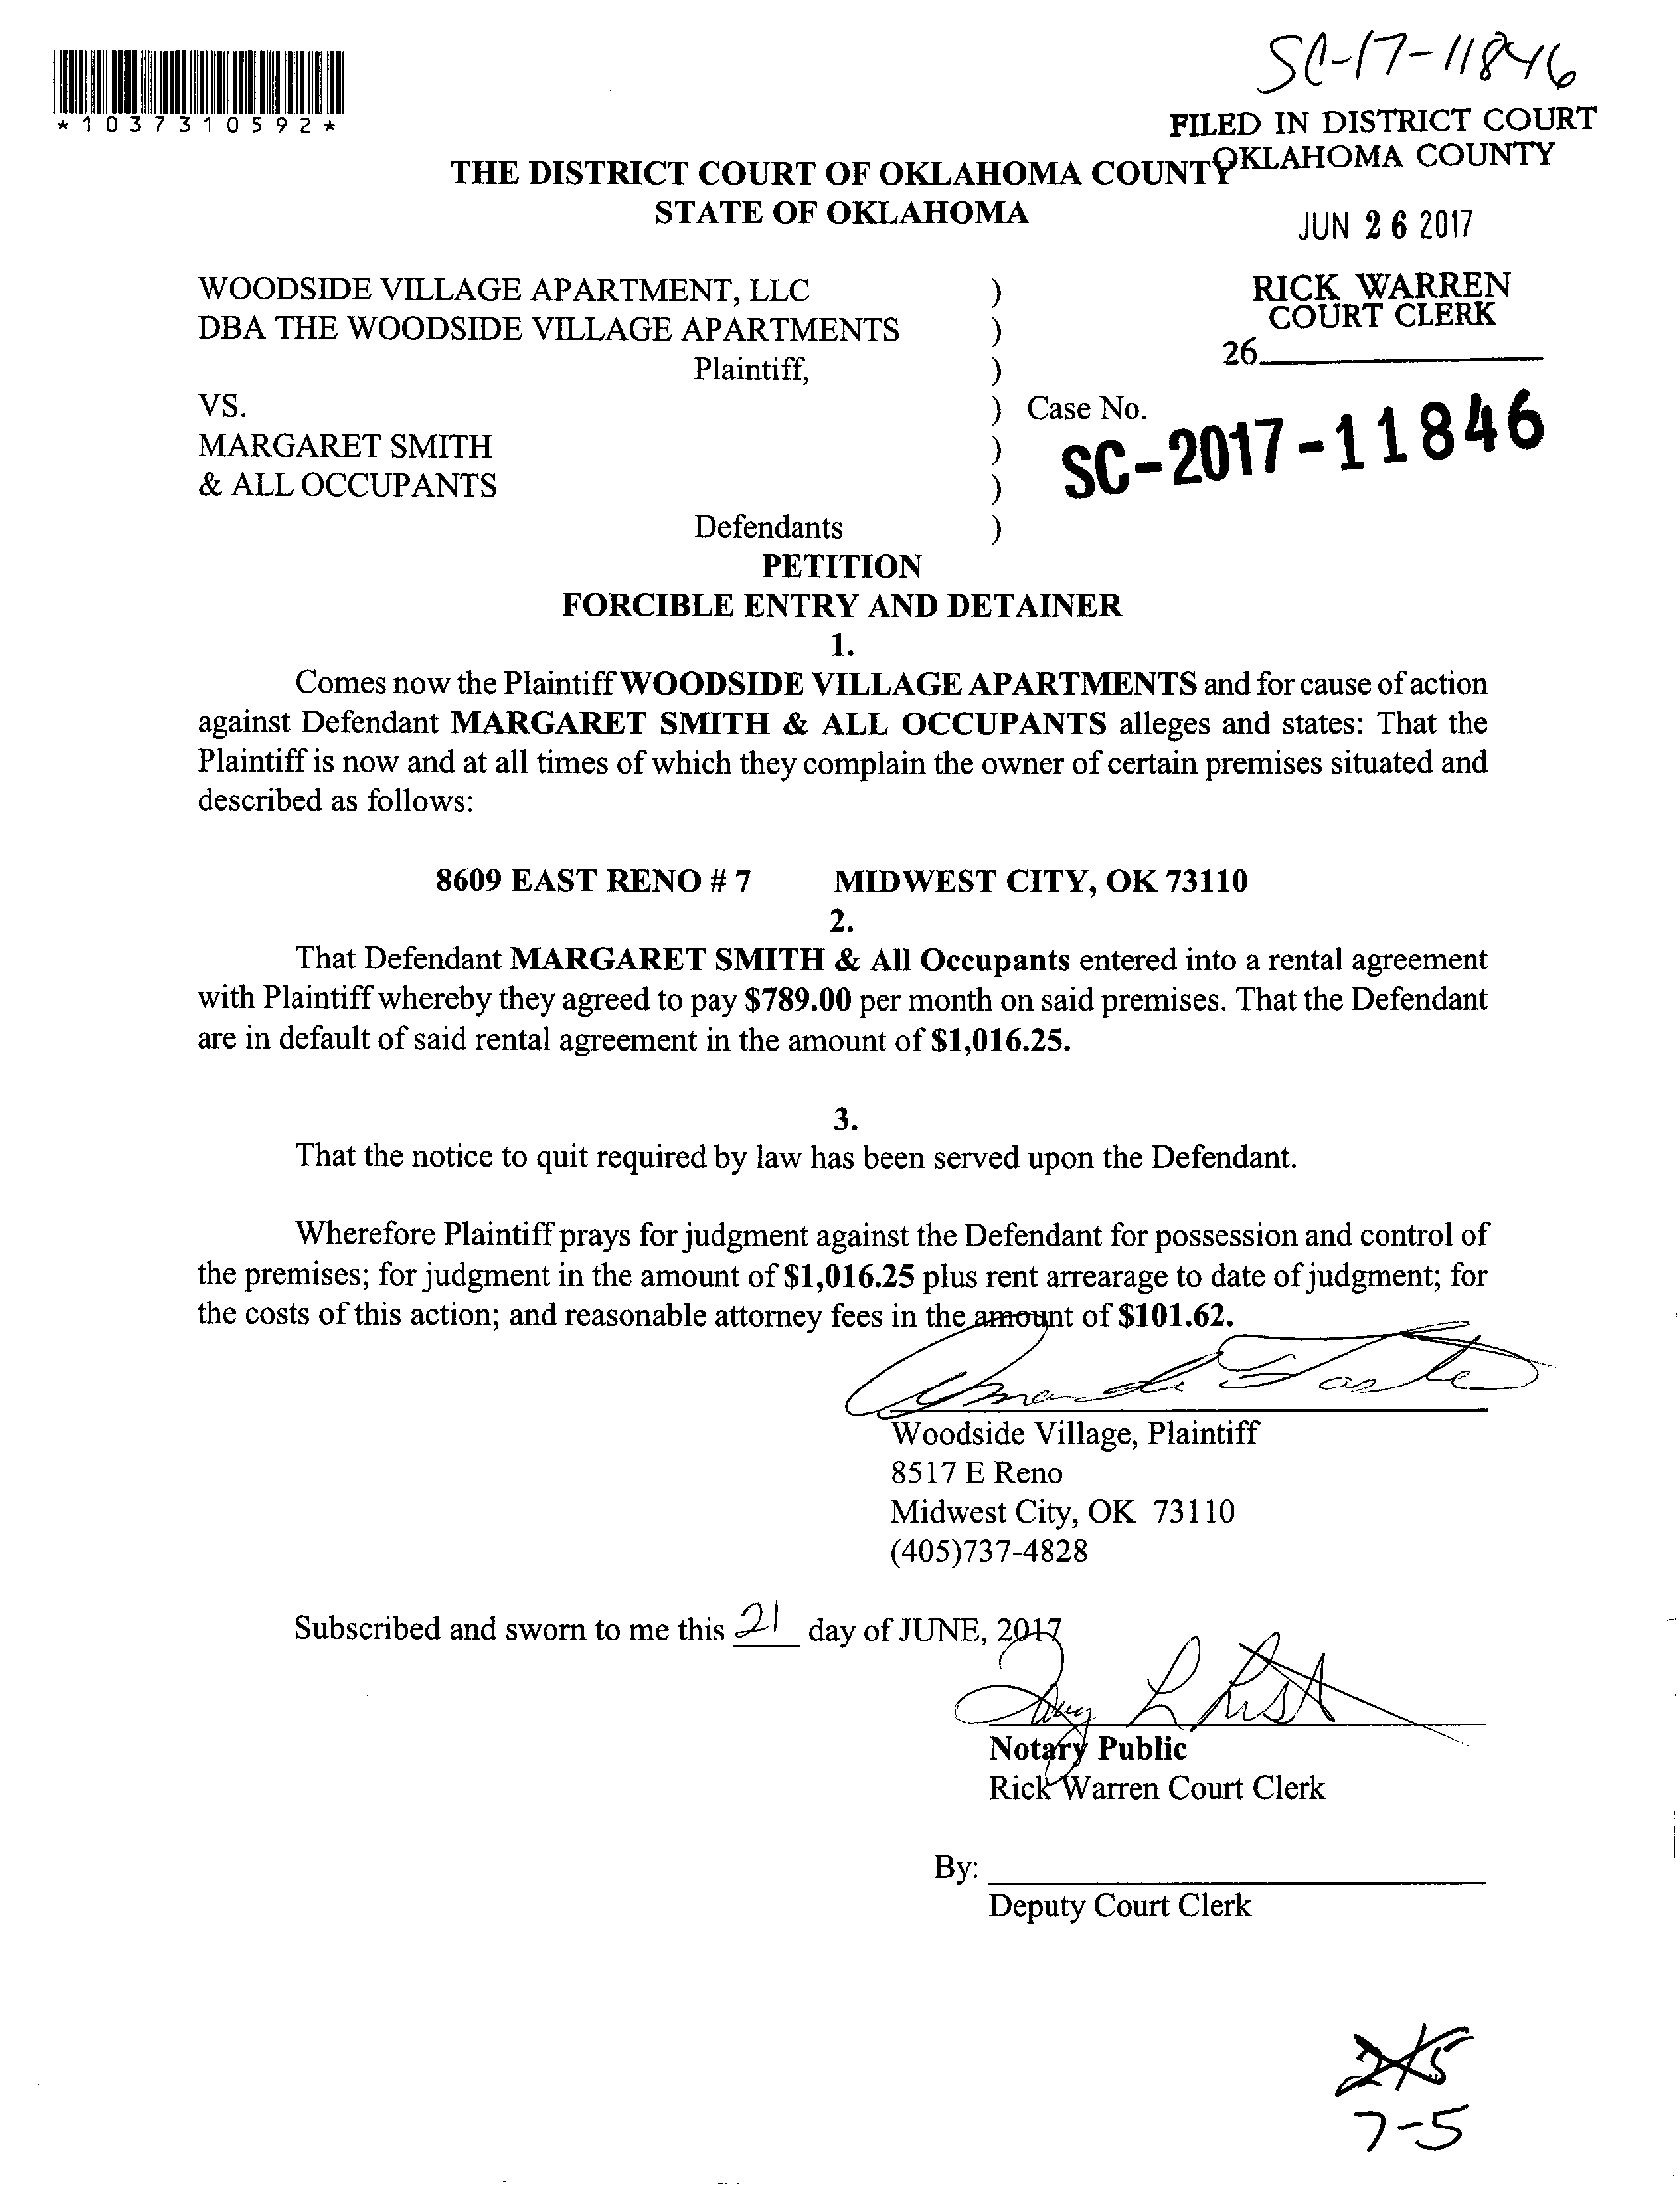 SC-17-11846
*1037310592*
FILED IN DISTRICT COURT
OKLAHOMA COUNTY
THE DISTRICT COURT OF OKLAHOMA COUNTY
STATE OF OKLAHOMA
JUN 26 2017
WOODSIDE VILLAGE APARTMENT, LLC )
RICK WARREN
COURT CLERK
DBA THE WOODSIDE VILLAGE APARTMENTS )
26
Plaintiff, )
VS. ) Case No.
SC-2017-11846
MARGARET SMITH )
& ALL OCCUPANTS )
Defendants )
PETITION
FORCIBLE ENTRY AND DETAINER
1.
Comes now the Plaintiff WOODSIDE VILLAGE APARTMENTS and for cause of action
against Defendant MARGARET SMITH & ALL OCCUPANTS alleges and states: That the
Plaintiff is now and at all times of which they complain the owner of certain premises situated and
described as follows:
8609 EAST RENO # 7 MIDWEST CITY, OK 73110
2.
That Defendant MARGARET SMITH & All Occupants entered into a rental agreement
with Plaintiff whereby they agreed to pay $789.00 per month on said premises. That the Defendant
are in default of said rental agreement in the amount of $1,016.25.
3.
That the notice to quit required by law has been served upon the Defendant.
Wherefore Plaintiff prays for judgment against the Defendant for possession and control of
the premises; for judgment in the amount of $1,016.25 plus rent arrearage to date of judgment; for
the costs of this action; and reasonable attorney fees in the amount of $101.62.
Woodside Village, Plaintiff
8517 E Reno
Midwest City, OK 73110
(405)737-4828
Subscribed and sworn to me this 21 day of JUNE, 2017
Notary Public
Rick Warren Court Clerk
By:
Deputy Court Clerk
7-5